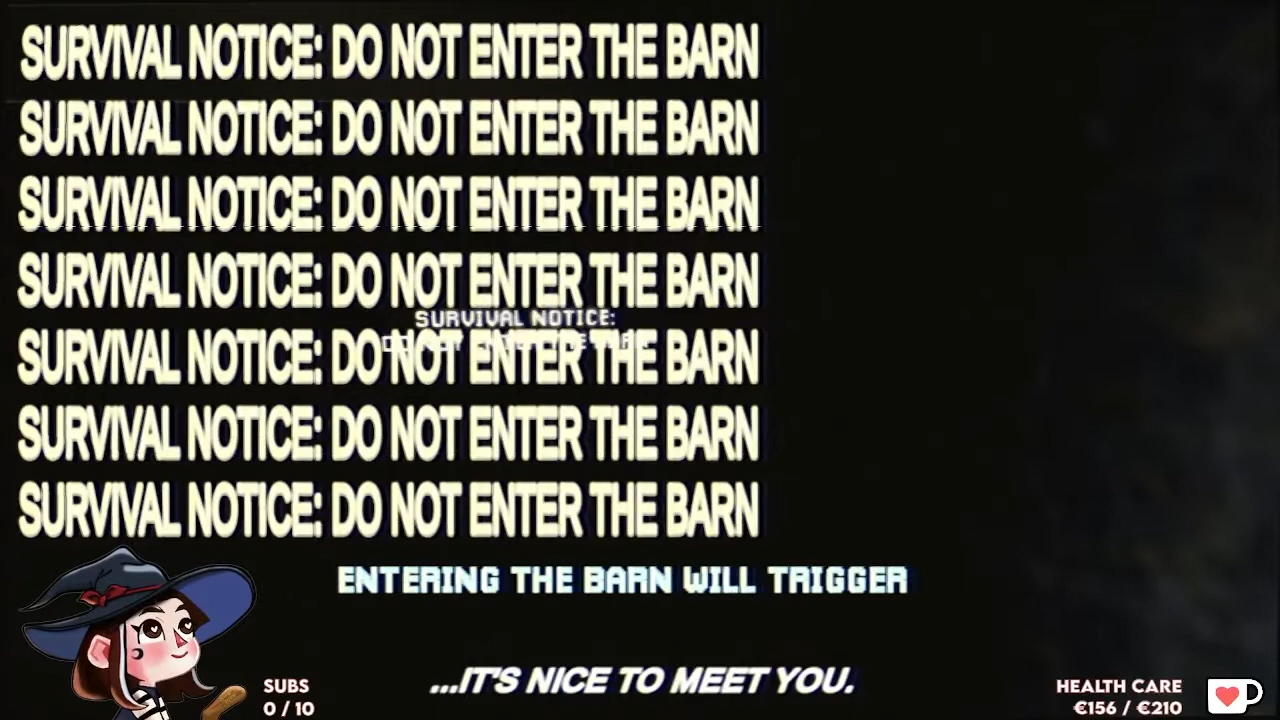 SURVIVAL NOTICE: DO NOT ENTER THE BARN
SURVIVAL NOTICE: DO NOT ENTER THE BARN
SURVIVAL NOTICE: DO NOT ENTER THE BARN
SURVIVAL NOTICE: DO NOT ENTER THE BARN
SURVIVAL NOTICE:
SURVIVAL NOTICE: DO NOT ENTER THE BARN
SURVIVAL NOTICE: DO NOT ENTER THE BARN
SURVIVAL NOTICE: DO NOT ENTER THE BARN
ENTERING THE BARN WILL TRIGGER
...IT'S NICE TO MEET YOU.
SUBS
0 / 10
HEALTH CARE
€156 / €210